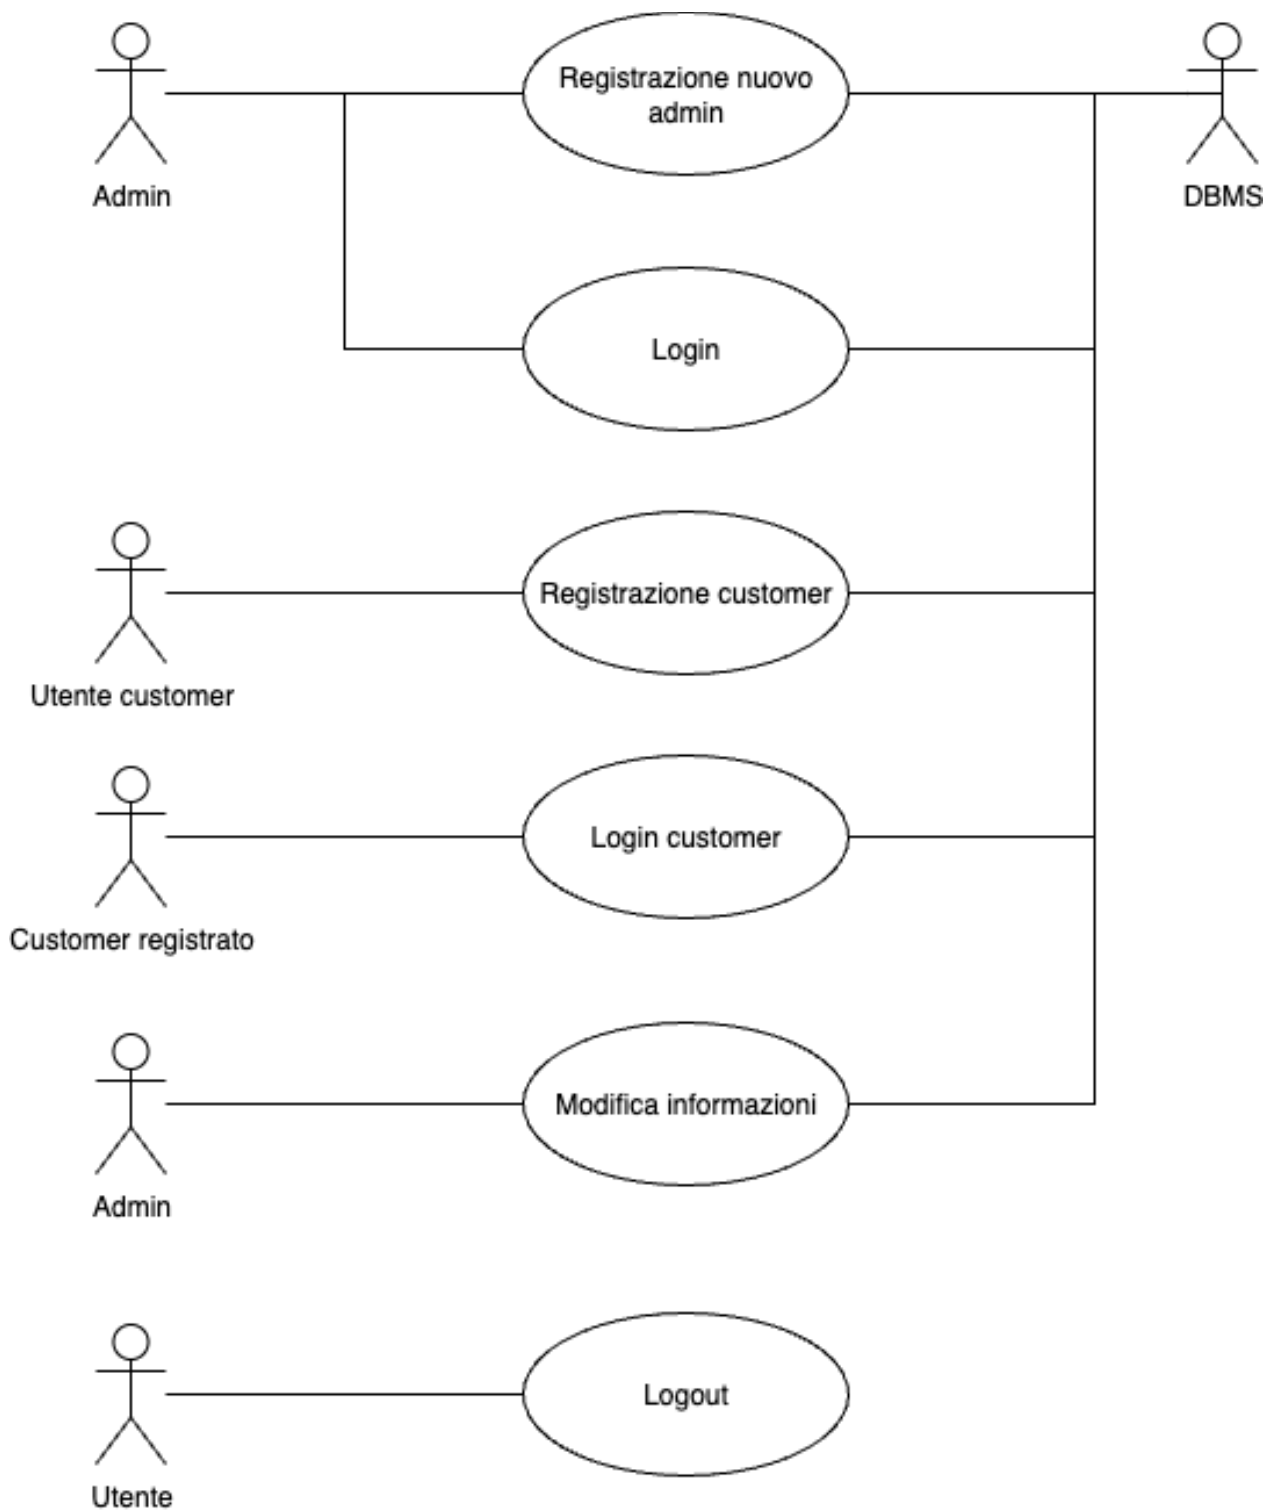 Registrazione nuovo
admin
Admin
DBMS
Login
Registrazione customer
Utente customer
Login customer
Customer registrato
Modifica informazioni
Admin
Logout
Utente